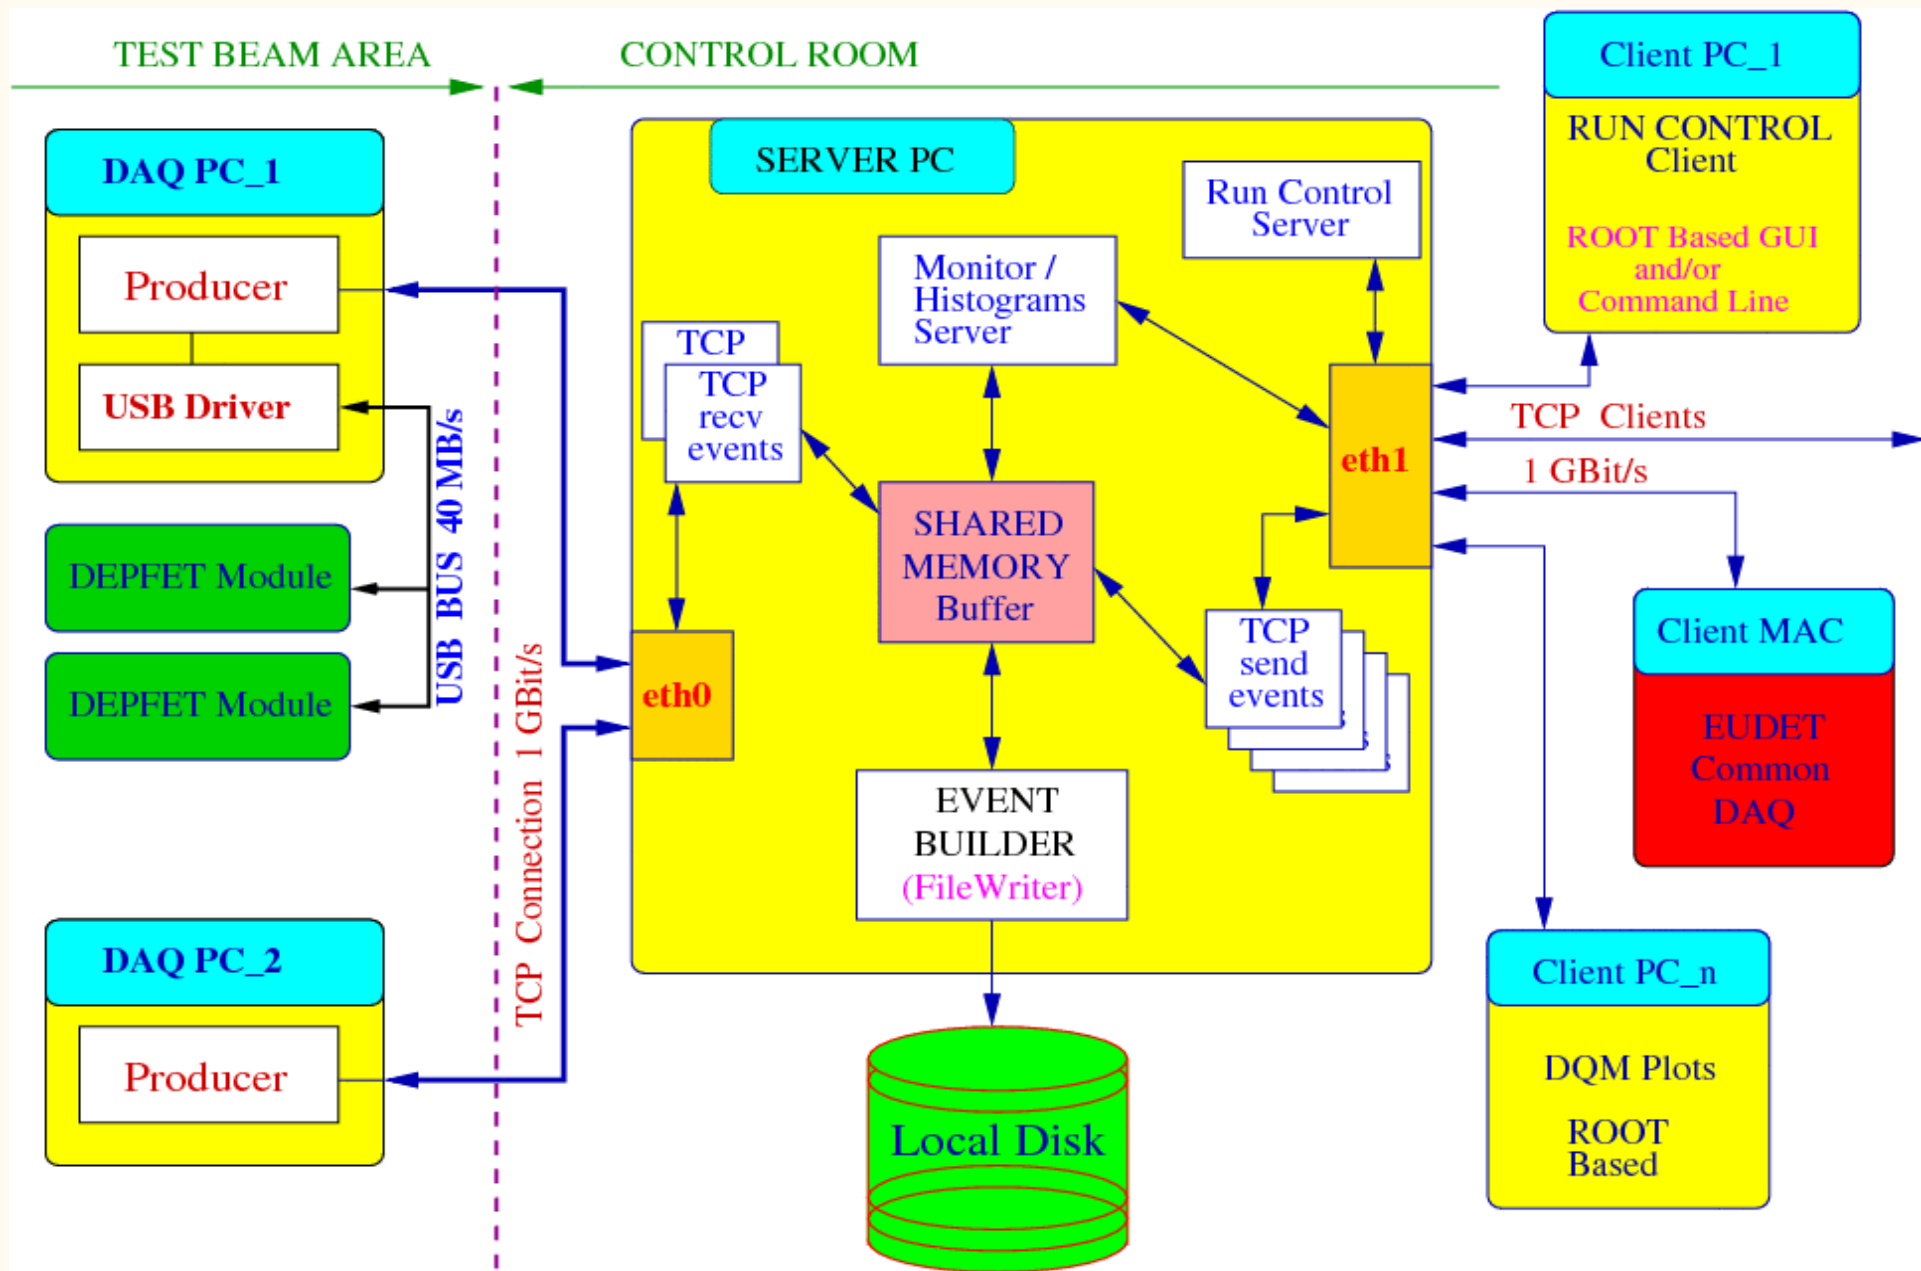 TEST BEAM AREA
CONTROL ROOM
DAQ PC_1
Producer
USB Driver
DEPFET Module
DEPFET Module
USB BUS 40 MB/s
TCP Connection 1 GBit/s
DAQ PC_2
Producer
SERVER PC
Run Control
Server
Monitor /
Histograms
Server
TCP
TCP
recv
events
SHARED
MEMORY
Buffer
eth0
eth1
TCP
send
events
s
s
s
EVENT
BUILDER
(FileWriter)
Local Disk
Client PC_1
RUN CONTROL
Client
ROOT Based GUI
and/or
Command Line
TCP Clients
1 GBit/s
Client MAC
EUDET
Common
DAQ
Client PC_n
DQM Plots
ROOT
Based